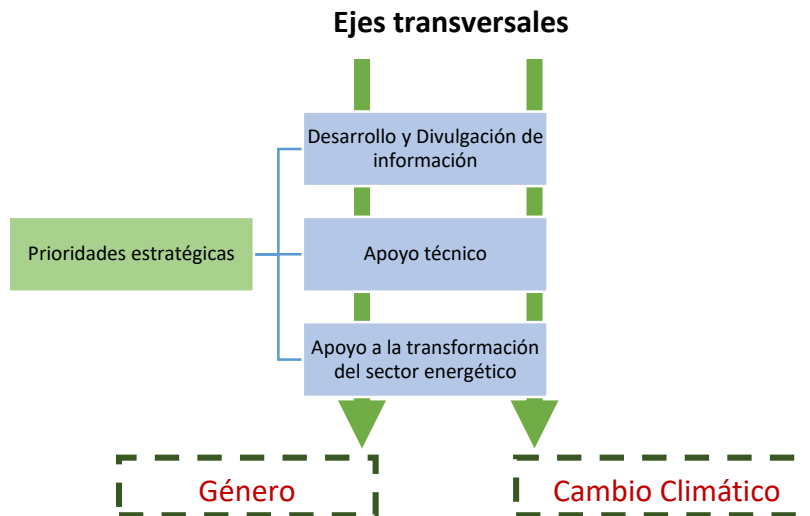 Ejes transversales
Desarrollo y Divulgación de
información
Prioridades estratégicas
Apoyo técnico
Apoyo a la transformación
del sector energético
Género
Cambio Climático